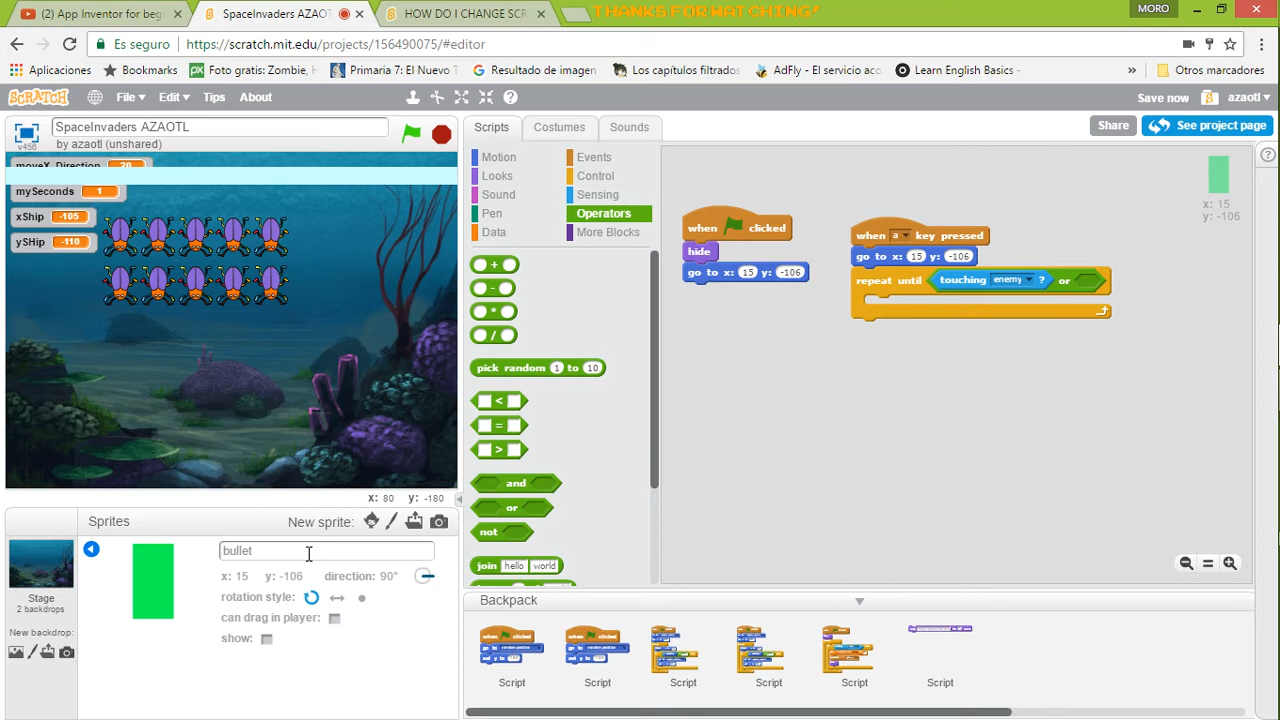 (2) App Inventor for beg
SpaceInvaders AZAOT
HOW DO I CHANGE SCR
THANKS FOR WATCHING!
MORO
Es seguro
https://scratch.mit.edu/projects/156490075/#editor
Aplicaciones
Bookmarks
Foto gratis: Zombie, H
Primaria 7: El Nuevo T
Resultado de imagen
Los capítulos filtrados
AdFly - El servicio aco
Learn English Basics -
Otros marcadores
SCRATCH
File
Edit
Tips
About
Save now
azaotl
v456
SpaceInvaders AZAOTL
by azaotl (unshared)
Scripts
Costumes
Sounds
Share
See project page
moveX_Direction
mySeconds 1
xShip -105
ySHip -110
Motion
Looks
Sound
Pen
Data
Events
Control
Sensing
Operators
More Blocks
+
-
*
/
pick random 1 to 10
<
=
>
and
or
not
join hello world
when clicked
hide
go to x: 15 y: -106
when a key pressed
go to x: 15 y: -106
repeat until touching enemy ? or
x: 15
y: -106
x: 80 y: -180
Sprites
New sprite:
Stage
2 backdrops
New backdrop:
bullet
x: 15 y: -106 direction: 90°
rotation style:
can drag in player:
show:
Backpack
Script
Script
Script
Script
Script
Script